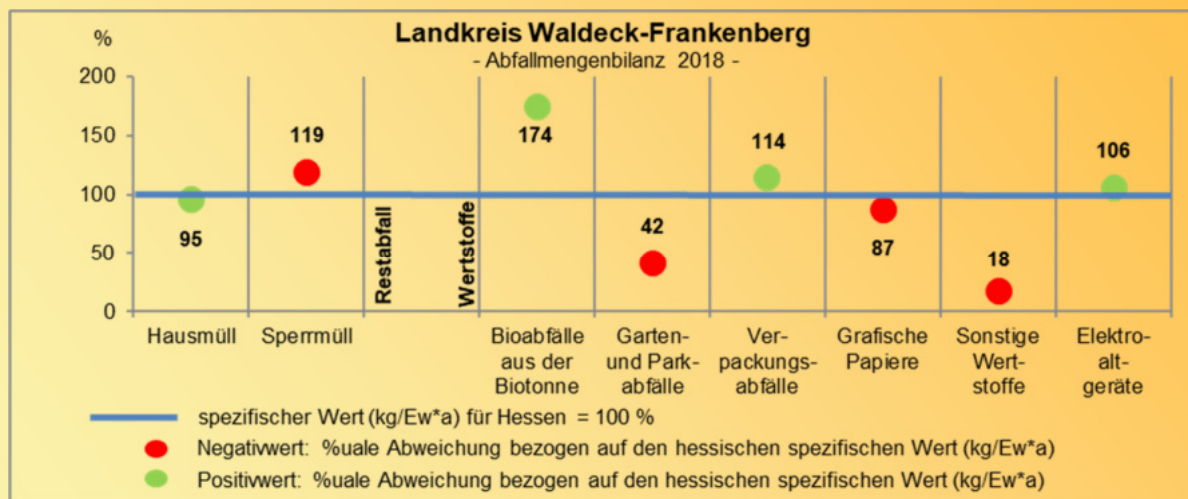 Landkreis Waldeck-Frankenberg
- Abfallmengenbilanz 2018 -
%
200
150
100
50
0
95
119
Restabfall
Wertstoffe
174
42
114
87
18
106
Hausmüll
Sperrmüll
Bioabfälle
aus der
Biotonne
Garten-
und Park-
abfälle
Ver-
packungs-
abfälle
Grafische
Papiere
Sonstige
Wert-
stoffe
Elektro-
alt-
geräte
spezifischer Wert (kg/Ew*a) für Hessen = 100 %
Negativwert: %uale Abweichung bezogen auf den hessischen spezifischen Wert (kg/Ew*a)
Positivwert: %uale Abweichung bezogen auf den hessischen spezifischen Wert (kg/Ew*a)